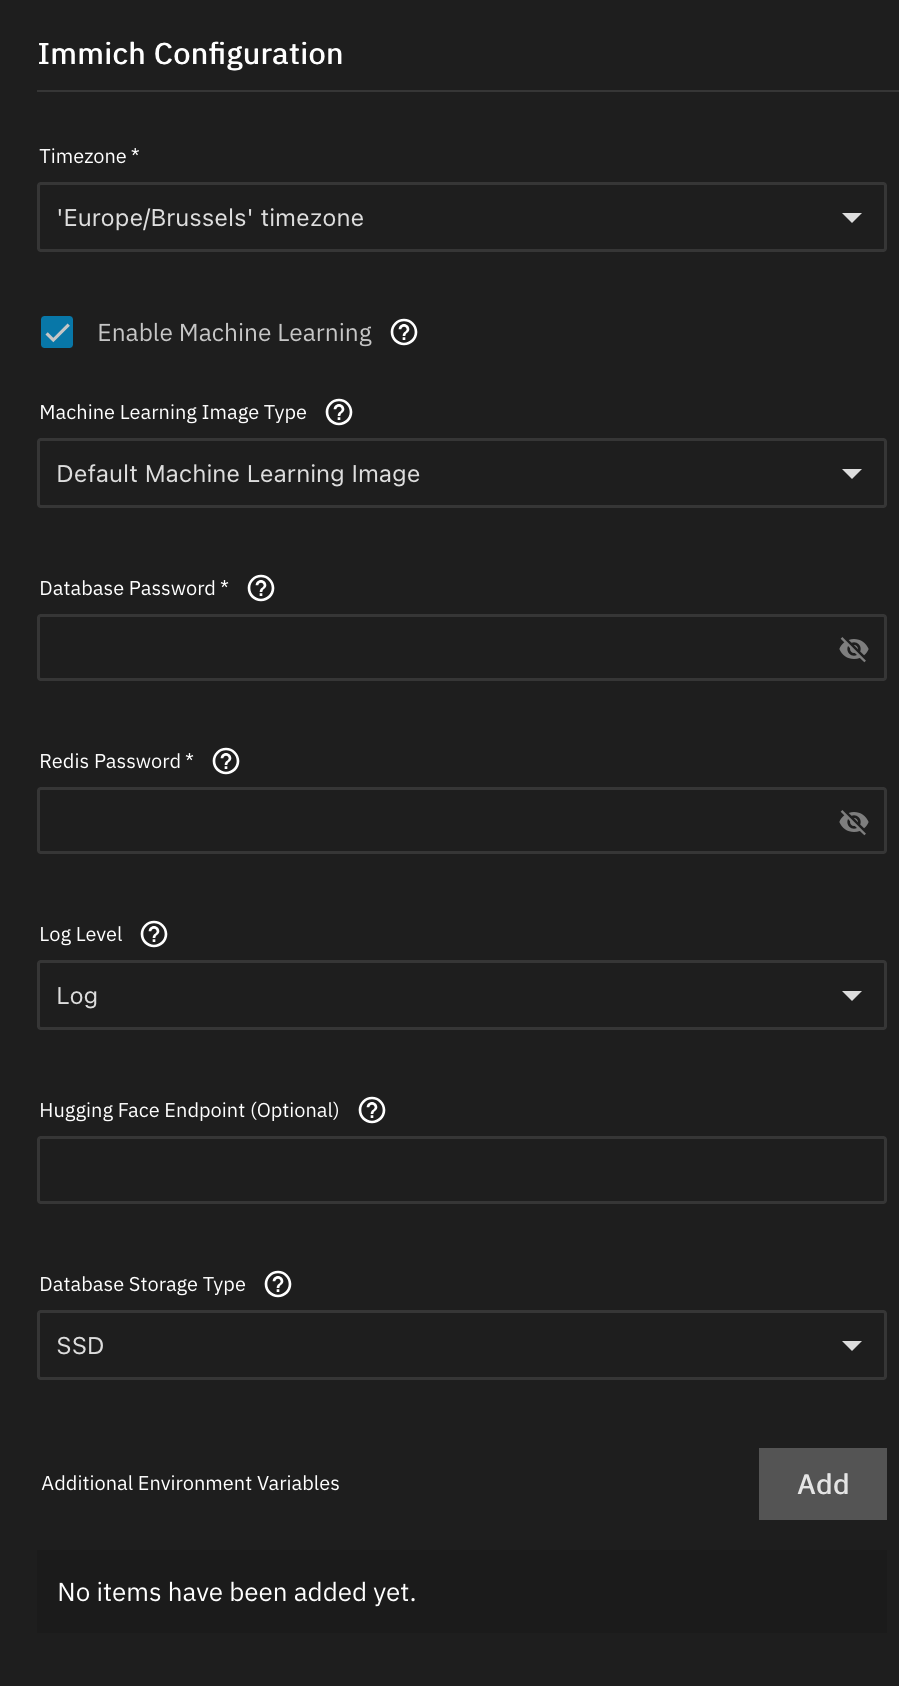 Immich Configuration
Timezone *
'Europe/Brussels' timezone
Enable Machine Learning
Machine Learning Image Type
Default Machine Learning Image
Database Password *
Redis Password *
Log Level
Log
Hugging Face Endpoint (Optional)
Database Storage Type
SSD
Additional Environment Variables
Add
No items have been added yet.